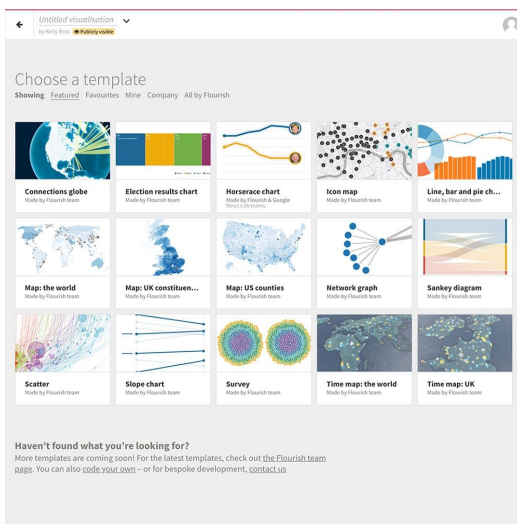 Untitled visualisation
by Kelly Ross Publicly visible
Choose a template
Showing Featured Favourites Mine Company All by Flourish
Connections globe
Made by Flourish team
Election results chart
Made by Flourish team
Horserace chart
Made by Flourish & Google
News Lab teams
Icon map
Made by Flourish team
Line, bar and pie ch...
Made by Flourish team
Map: the world
Made by Flourish team
Map: UK constituen...
Made by Flourish team
Map: US counties
Made by Flourish team
Network graph
Made by Flourish team
Sankey diagram
Made by Flourish team
Scatter
Made by Flourish team
Slope chart
Made by Flourish team
Survey
Made by Flourish team
Time map: the world
Made by Flourish team
Time map: UK
Made by Flourish team
Haven't found what you're looking for?
More templates are coming soon! For the latest templates, check out the Flourish team
page. You can also code your own – or for bespoke development, contact us